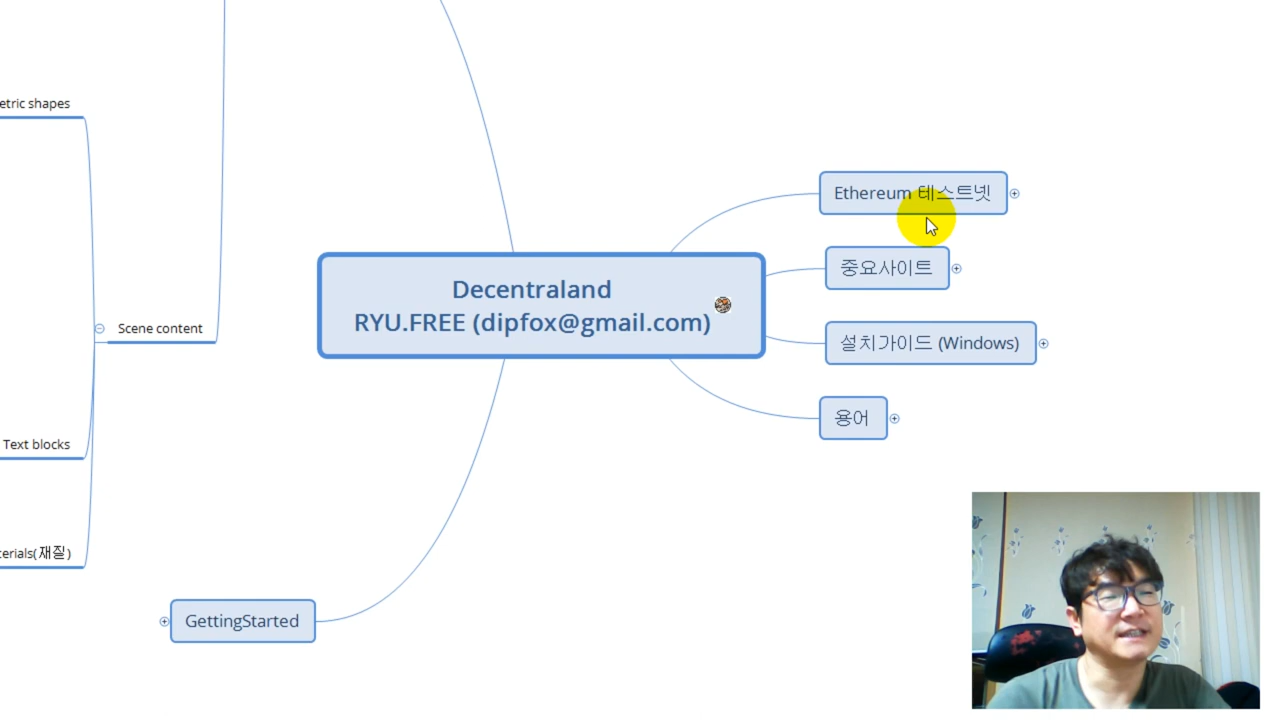 etric shapes
Ethereum 테스트넷
중요사이트
Decentraland
RYU.FREE (dipfox@gmail.com)
Scene content
설치가이드 (Windows)
용어
Text blocks
terials(재질)
GettingStarted